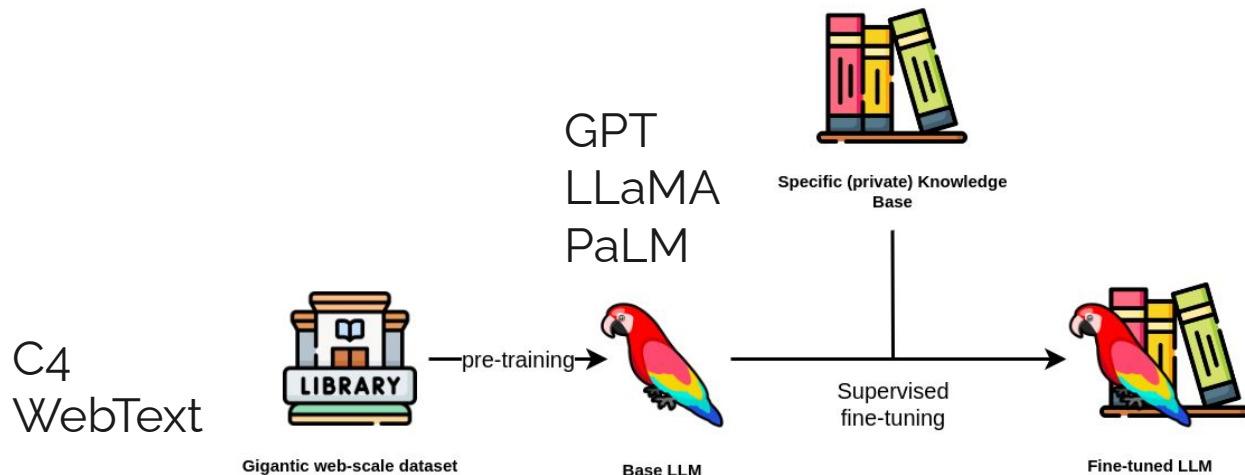 GPT
LLaMA
PaLM
Specific (private) Knowledge
Base
C4
WebText
LIBRARY
pre-training
Supervised
fine-tuning
Gigantic web-scale dataset
Base LLM
Fine-tuned LLM